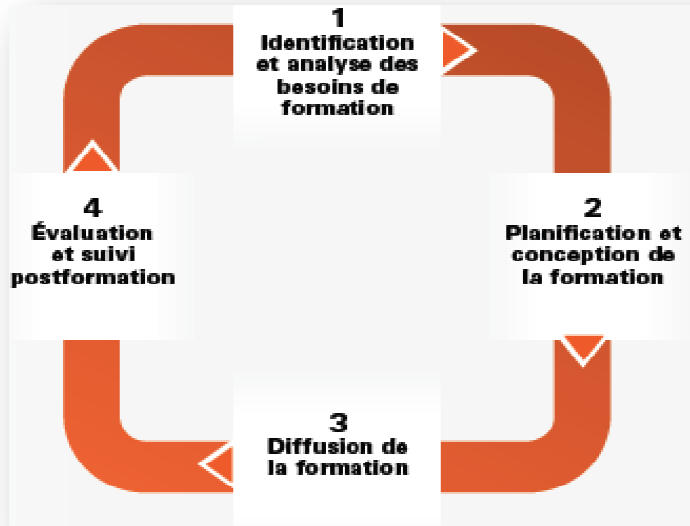 1
Identification
et analyse des
besoins de
formation
2
Planification et
conception de
la formation
3
Diffusion de
la formation
4
Évaluation
et suivi
postformation